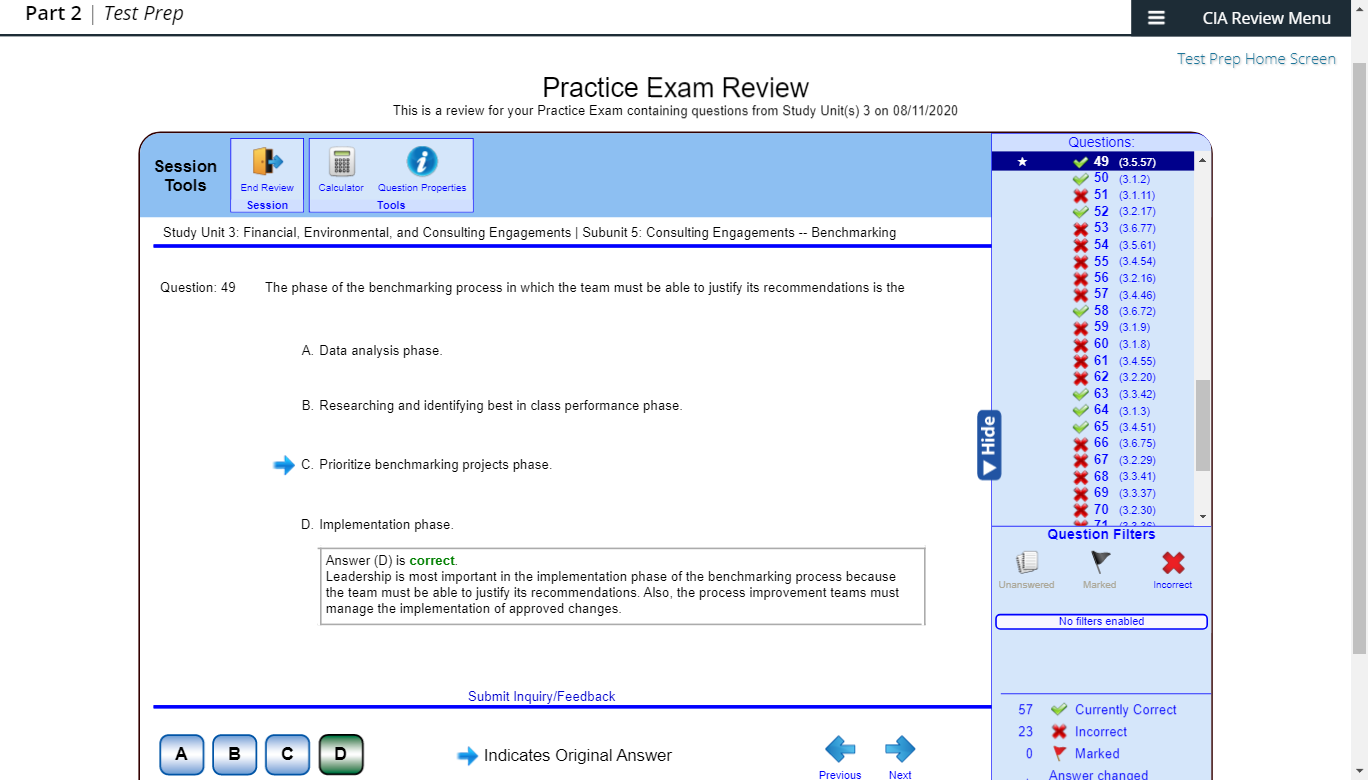 Part 2 | Test Prep
CIA Review Menu
Test Prep Home Screen
Practice Exam Review
This is a review for your Practice Exam containing questions from Study Unit(s) 3 on 08/11/2020
Session Tools
End Review
Session
Calculator
Question Properties
Tools
Study Unit 3: Financial, Environmental, and Consulting Engagements | Subunit 5: Consulting Engagements -- Benchmarking
Question: 49 The phase of the benchmarking process in which the team must be able to justify its recommendations is the
A. Data analysis phase.
B. Researching and identifying best in class performance phase.
C. Prioritize benchmarking projects phase.
D. Implementation phase.
Answer (D) is correct.
Leadership is most important in the implementation phase of the benchmarking process because
the team must be able to justify its recommendations. Also, the process improvement teams must
manage the implementation of approved changes.
Submit Inquiry/Feedback
A B C D
Indicates Original Answer
Previous
Next
Hide
Questions:
49 (3.5.57)
50 (3.1.2)
51 (3.1.11)
52 (3.2.17)
53 (3.6.77)
54 (3.5.61)
55 (3.4.54)
56 (3.2.16)
57 (3.4.46)
58 (3.6.72)
59 (3.1.9)
60 (3.1.8)
61 (3.4.55)
62 (3.2.20)
63 (3.3.42)
64 (3.1.3)
65 (3.4.51)
66 (3.6.75)
67 (3.2.29)
68 (3.3.41)
69 (3.3.37)
70 (3.2.30)
71
Question Filters
Unanswered
Marked
Incorrect
No filters enabled
57 Currently Correct
23 Incorrect
0 Marked
Answer changed